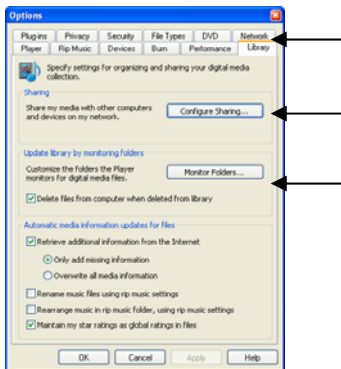 Options
Plug-ins Privacy Security File Types DVD Network
Player Rip Music Devices Burn Performance Library
Specify settings for organizing and sharing your digital media
collection.
Sharing
Share my media with other computers
and devices on my network.
Configure Sharing...
Update library by monitoring folders
Customize the folders the Player
monitors for digital media files.
Monitor Folders...
Delete files from computer when deleted from library
Automatic media information updates for files
Retrieve additional information from the Internet
Only add missing information
Overwrite all media information
Rename music files using rip music settings
Rearrange music in rip music folder, using rip music settings
Maintain my star ratings as global ratings in files
OK Cancel Apply Help